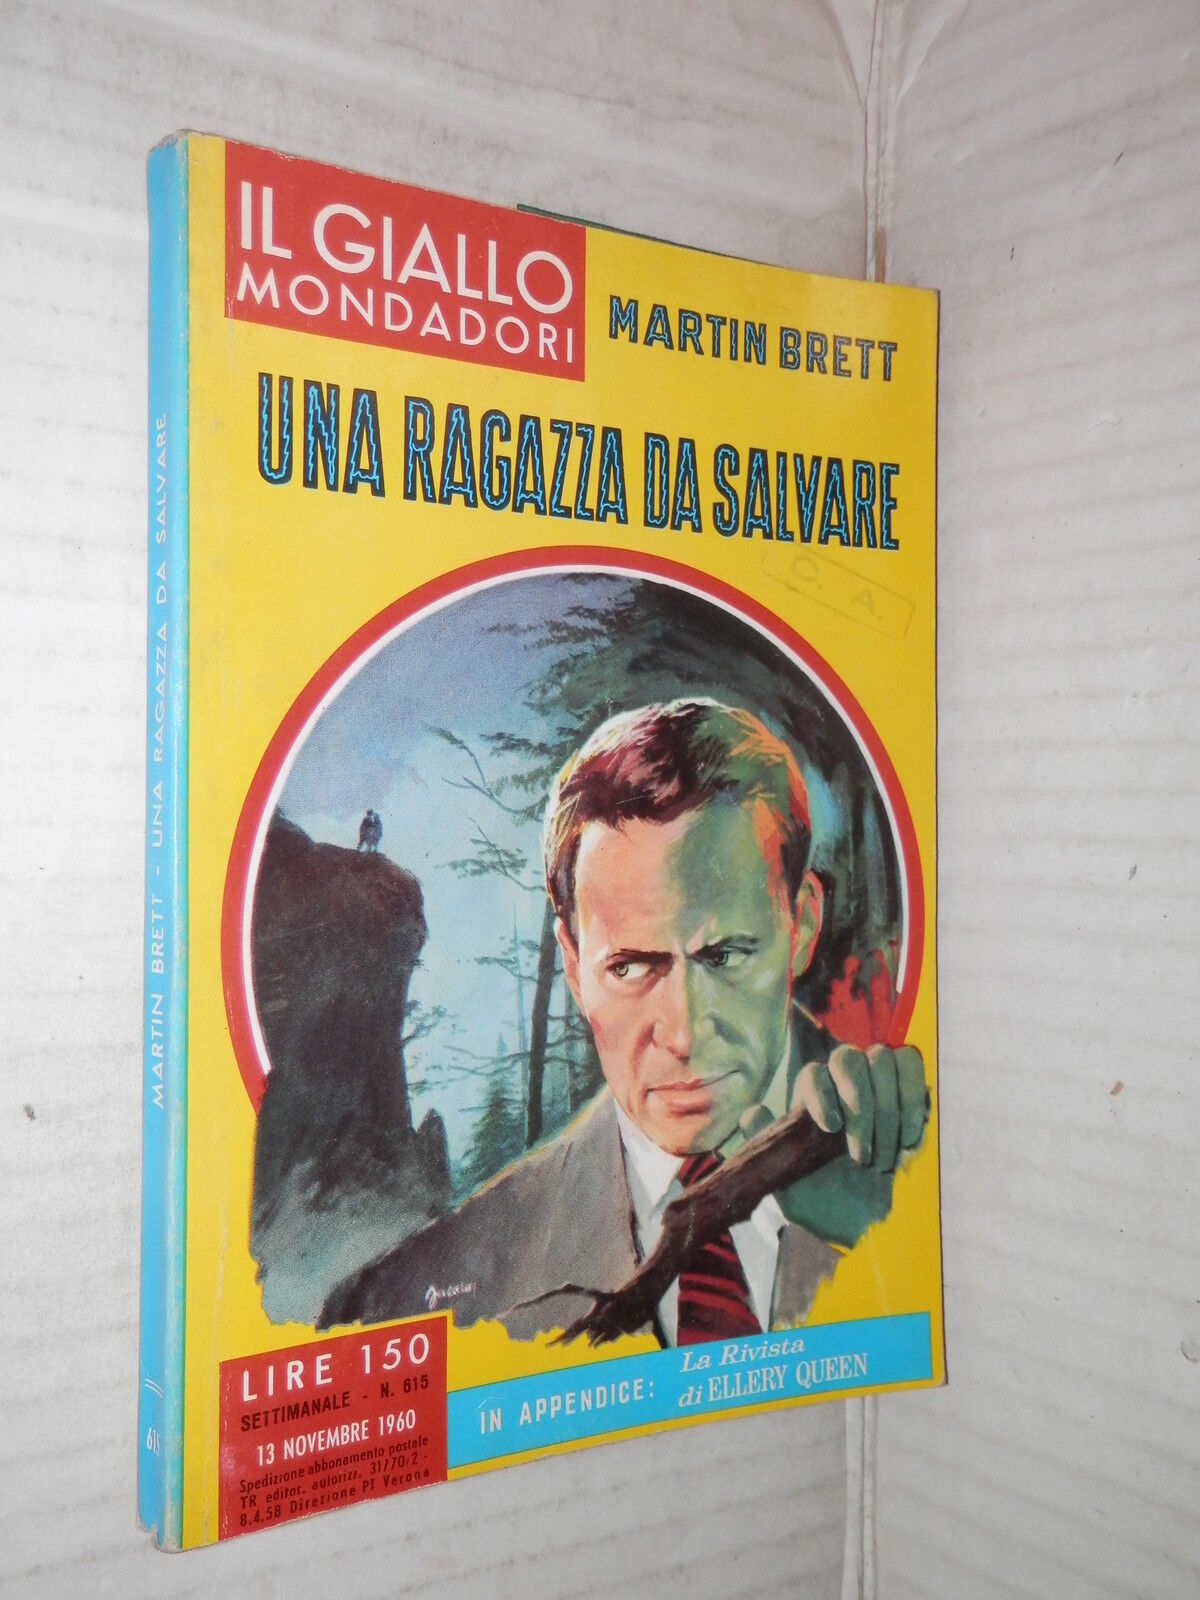 IL GIALLO
MONDADORI
MARTIN BRETT
UNA RAGAZZA DA SALVARE
C. A.
LIRE 150
SETTIMANALE - N. 615
13 NOVEMBRE 1960
Spedizione abbonamento postale
TR editor. autorizz. 31770/2 -
8.4.58 Direzione PT Verona
IN APPENDICE:
La Rivista
di ELLERY QUEEN
MARTIN BRETT - UNA RAGAZZA DA SALVARE
615